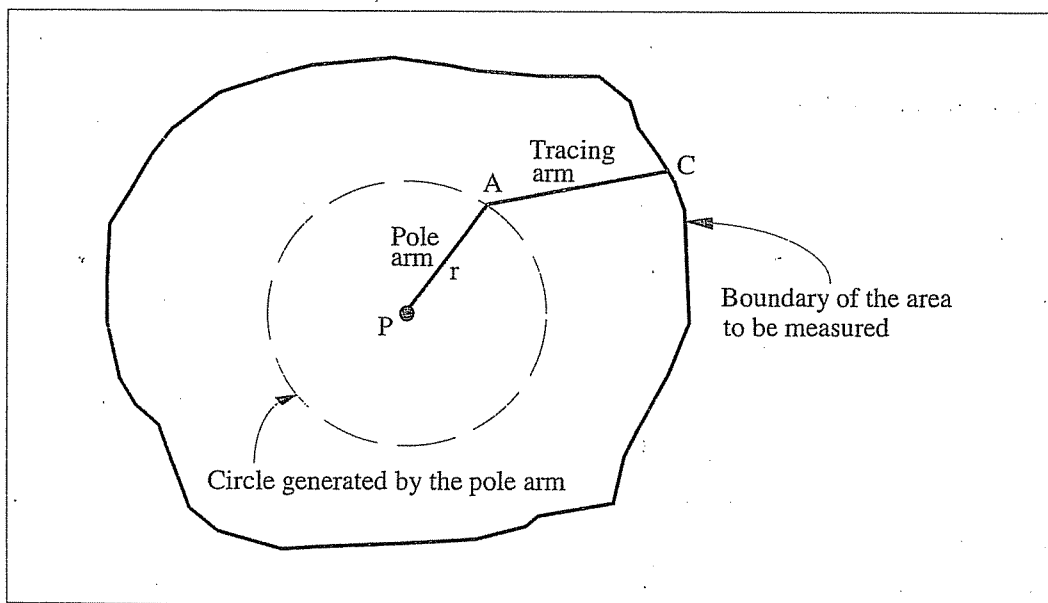 Tracing
arm
C
A
Pole
arm
r
P
Boundary of the area
to be measured
Circle generated by the pole arm